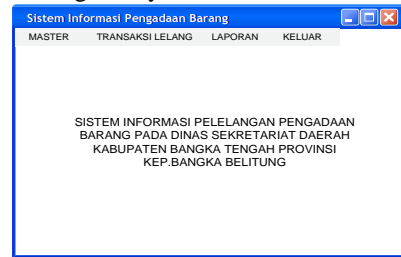 Sistem Informasi Pengadaan Barang
MASTER TRANSAKSI LELANG LAPORAN KELUAR
SISTEM INFORMASI PELELANGAN PENGADAAN
BARANG PADA DINAS SEKRETARIAT DAERAH
KABUPATEN BANGKA TENGAH PROVINSI
KEP.BANGKA BELITUNG